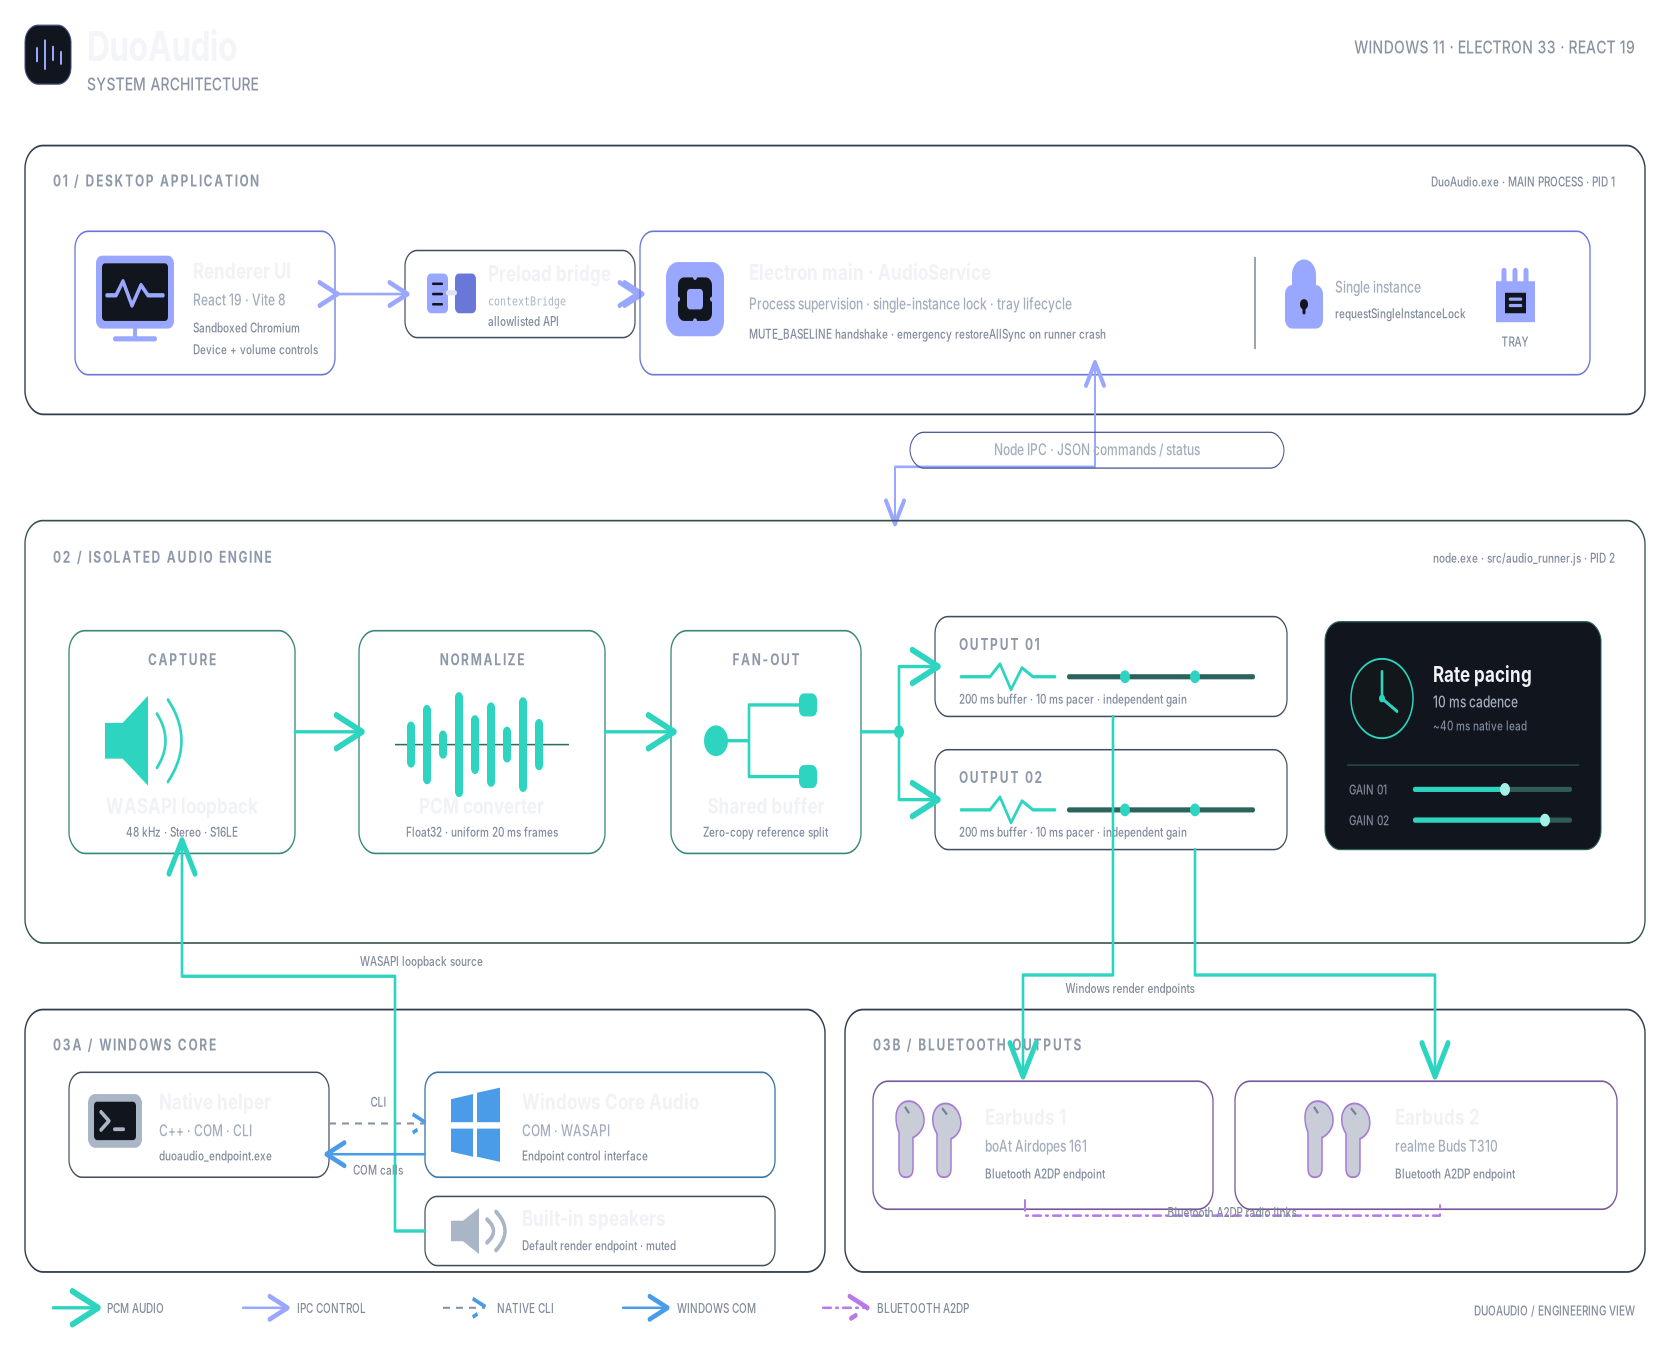 DuoAudio
SYSTEM ARCHITECTURE
WINDOWS 11 · ELECTRON 33 · REACT 19
01 / DESKTOP APPLICATION
DuoAudio.exe · MAIN PROCESS · PID 1
Renderer UI
React 19 · Vite 8
Sandboxed Chromium
Device + volume controls
Preload bridge
contextBridge
allowlisted API
Electron main · AudioService
Process supervision · single-instance lock · tray lifecycle
MUTE_BASELINE handshake · emergency restoreAllSync on runner crash
Single instance
requestSingleInstanceLock
TRAY
Node IPC · JSON commands / status
02 / ISOLATED AUDIO ENGINE
node.exe · src/audio_runner.js · PID 2
CAPTURE
WASAPI loopback
48 kHz · Stereo · S16LE
NORMALIZE
PCM converter
Float32 · uniform 20 ms frames
FAN-OUT
Shared buffer
Zero-copy reference split
OUTPUT 01
200 ms buffer · 10 ms pacer · independent gain
OUTPUT 02
200 ms buffer · 10 ms pacer · independent gain
Rate pacing
10 ms cadence
~40 ms native lead
GAIN 01
GAIN 02
WASAPI loopback source
Windows render endpoints
03A / WINDOWS CORE
Native helper
C++ · COM · CLI
duoaudio_endpoint.exe
CLI
COM calls
Windows Core Audio
COM · WASAPI
Endpoint control interface
Built-in speakers
Default render endpoint · muted
03B / BLUETOOTH OUTPUTS
Earbuds 1
boAt Airdopes 161
Bluetooth A2DP endpoint
Earbuds 2
realme Buds T310
Bluetooth A2DP endpoint
Bluetooth A2DP radio links
PCM AUDIO
IPC CONTROL
NATIVE CLI
WINDOWS COM
BLUETOOTH A2DP
DUOAUDIO / ENGINEERING VIEW